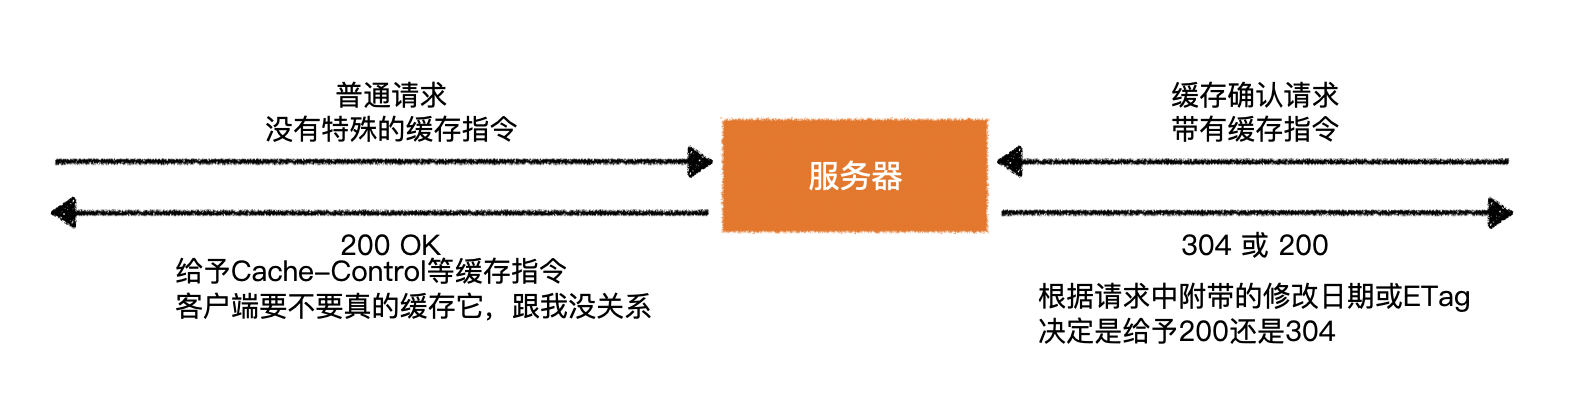 普通请求
没有特殊的缓存指令
200 OK
给予Cache-Control等缓存指令
客户端要不要真的缓存它，跟我没关系
服务器
缓存确认请求
带有缓存指令
304 或 200
根据请求中附带的修改日期或ETag
决定是给予200还是304